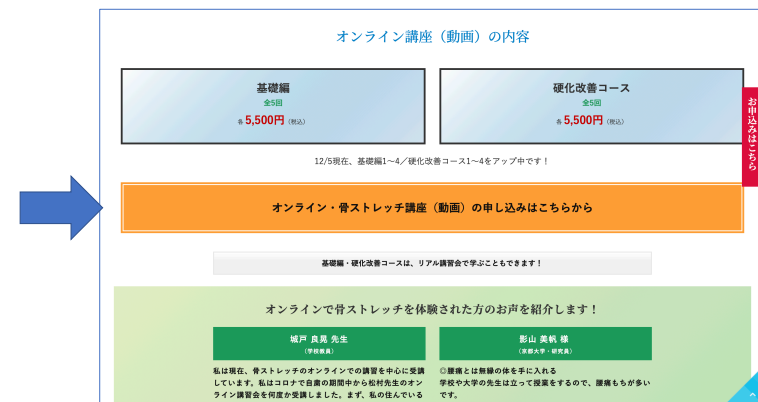 オンライン講座（動画）の内容
基礎編
全5回
各 5,500円（税込）
硬化改善コース
全5回
各 5,500円（税込）
お申込みはこちら
12/5現在、基礎編1〜4／硬化改善コース1〜4をアップ中です！
オンライン・骨ストレッチ講座（動画）の申し込みはこちらから
基礎編・硬化改善コースは、リアル講習会で学ぶこともできます！
オンラインで骨ストレッチを体験された方のお声を紹介します！
城戸 良晃 先生
（学校教員）
私は現在、骨ストレッチのオンラインでの講習を中心に受講
しています。私はコロナで自粛の期間中から松村先生のオン
ライン講習会を何度か受講しました。まず、私の住んでいる
影山 美帆 様
（京都大学・研究員）
◎腰痛とは無縁の体を手に入れる
学校や大学の先生は立って授業をするので、腰痛もちが多い
です。